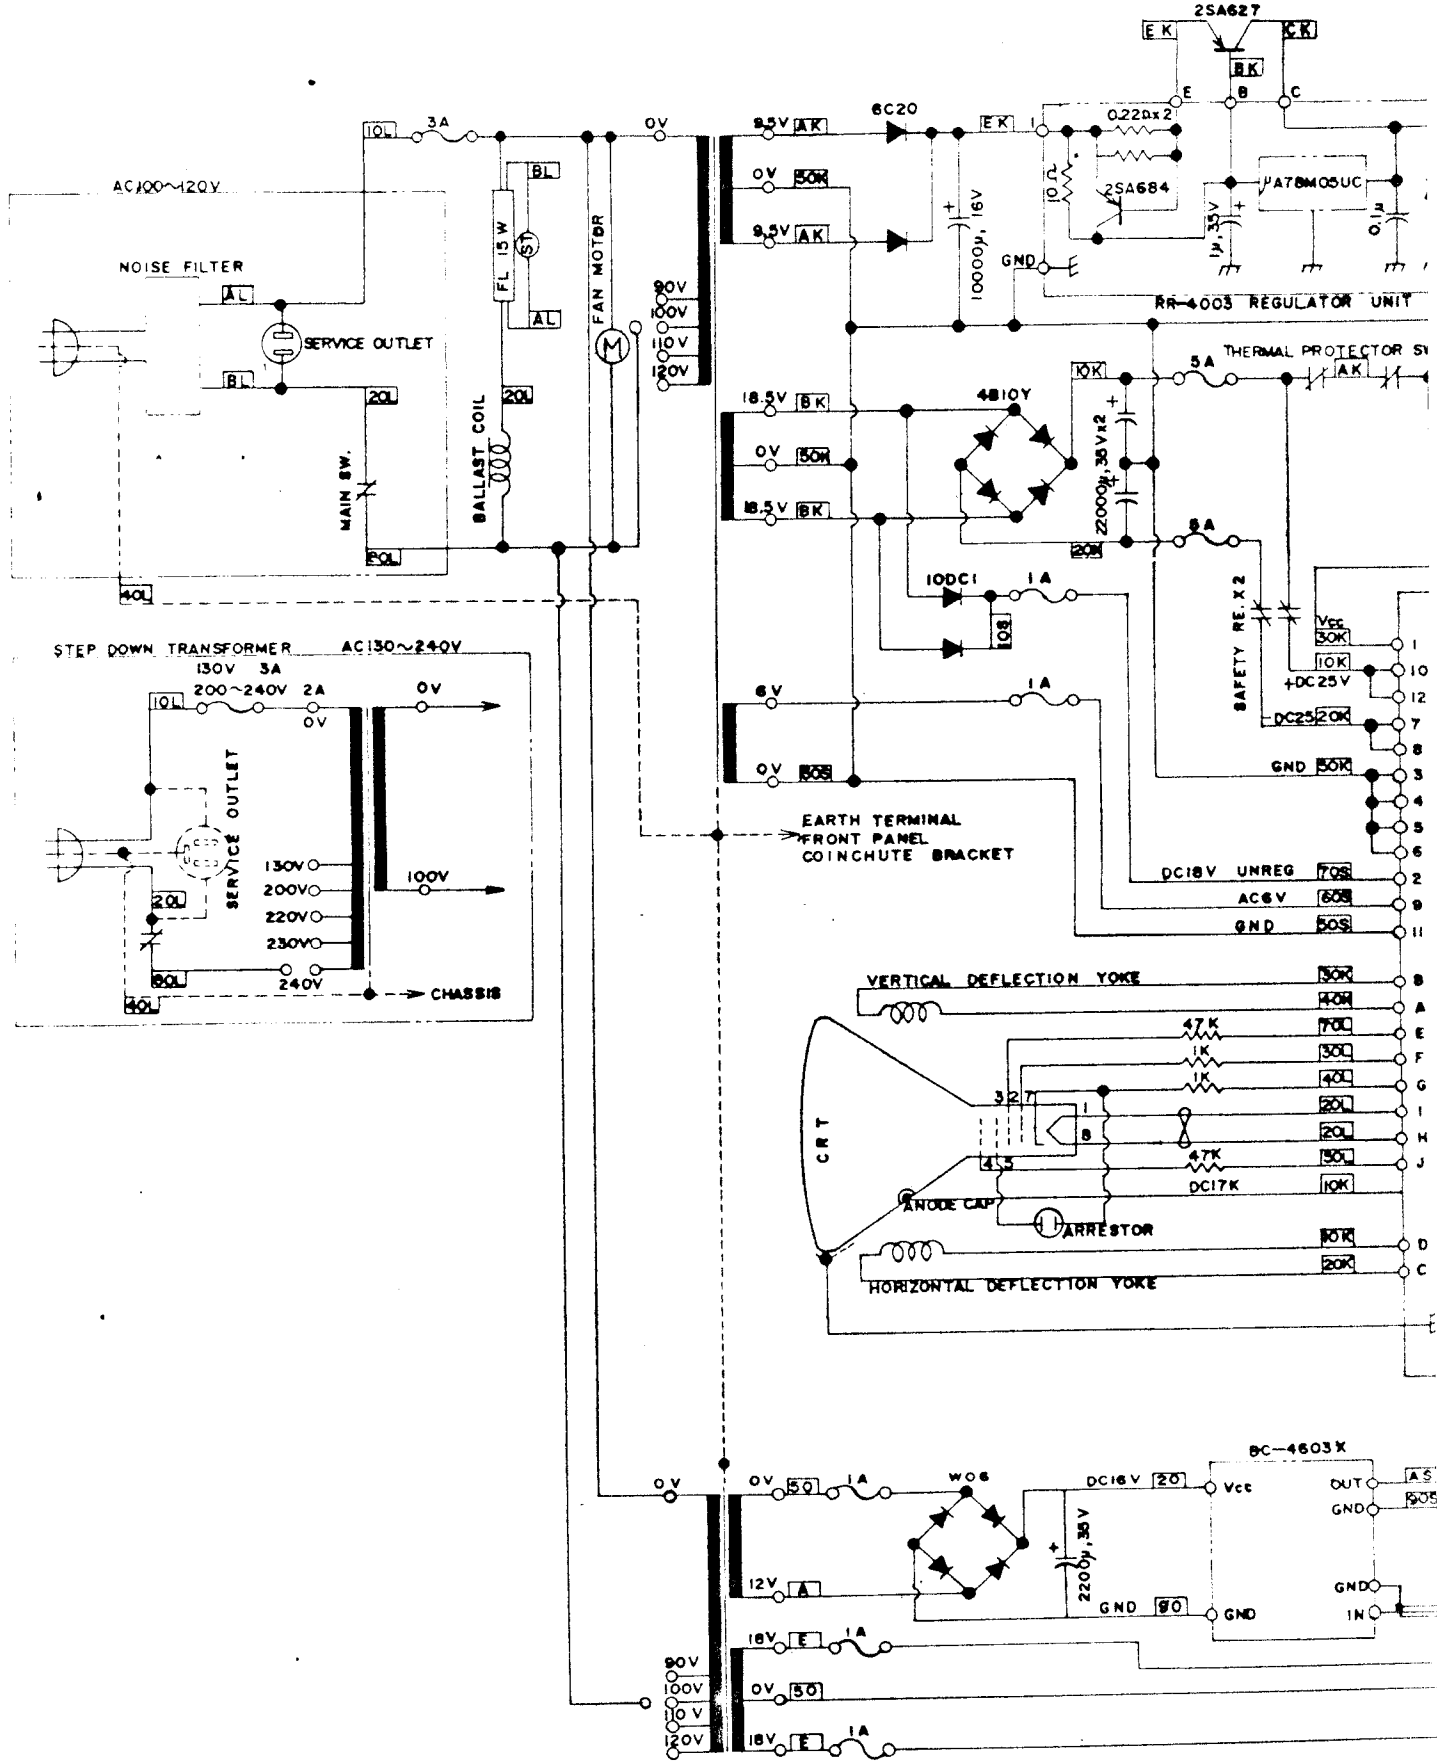 2SA627
EK
CK
BK
E
B
C
6C20
10L
3A
0V
9.5V AK
EK
1
0.22Ω×2
BL
AC100~120V
0V 50K
10Ω
2SA684
μA78M05UC
FL 15W
ST
FAN MOTOR
10000μ, 16V
1μ, 35V
0.1μ
9.5V AK
NOISE FILTER
GND
AL
90V
RR-4003 REGULATOR UNIT
AL
100V
SERVICE OUTLET
M
110V
THERMAL PROTECTOR SW
BL
120V
10K
5A
AK
20L
20L
18.5V BK
4B10Y
BALLAST COIL
0V 50K
22000μ, 35V×2
MAIN SW.
18.5V BK
5A
80L
20K
40L
10DC1
1A
SAFETY RE. X2
Vcc
STEP DOWN TRANSFORMER
AC130~240V
10S
30K
1
130V 3A
10K
10
10L
200~240V 2A
0V
6V
1A
+DC25V
12
0V
-DC25 20K
7
8
SERVICE OUTLET
0V 50S
GND 50K
3
4
EARTH TERMINAL
FRONT PANEL
COINCHUTE BRACKET
5
6
130V
100V
DC18V UNREG 70S
2
200V
20L
AC6V 60S
9
220V
GND 50S
11
230V
80L
240V
VERTICAL DEFLECTION YOKE
30K
B
40L
CHASSIS
40K
A
47K
70L
E
1K
30L
F
1K
40L
G
3 2 7
1
20L
I
CRT
8
20L
H
4 5
47K
50L
J
DC17K
10K
ANODE CAP
ARRESTOR
10K
D
20K
C
HORIZONTAL DEFLECTION YOKE
BC-4603X
0V
0V 50
1A
W06
DC16V 20
Vcc
OUT
AS
GND
90S
2200μ, 35V
12V A
GND
GND 90
GND
IN
18V E
1A
90V
100V
0V 50
110V
120V
18V E
1A